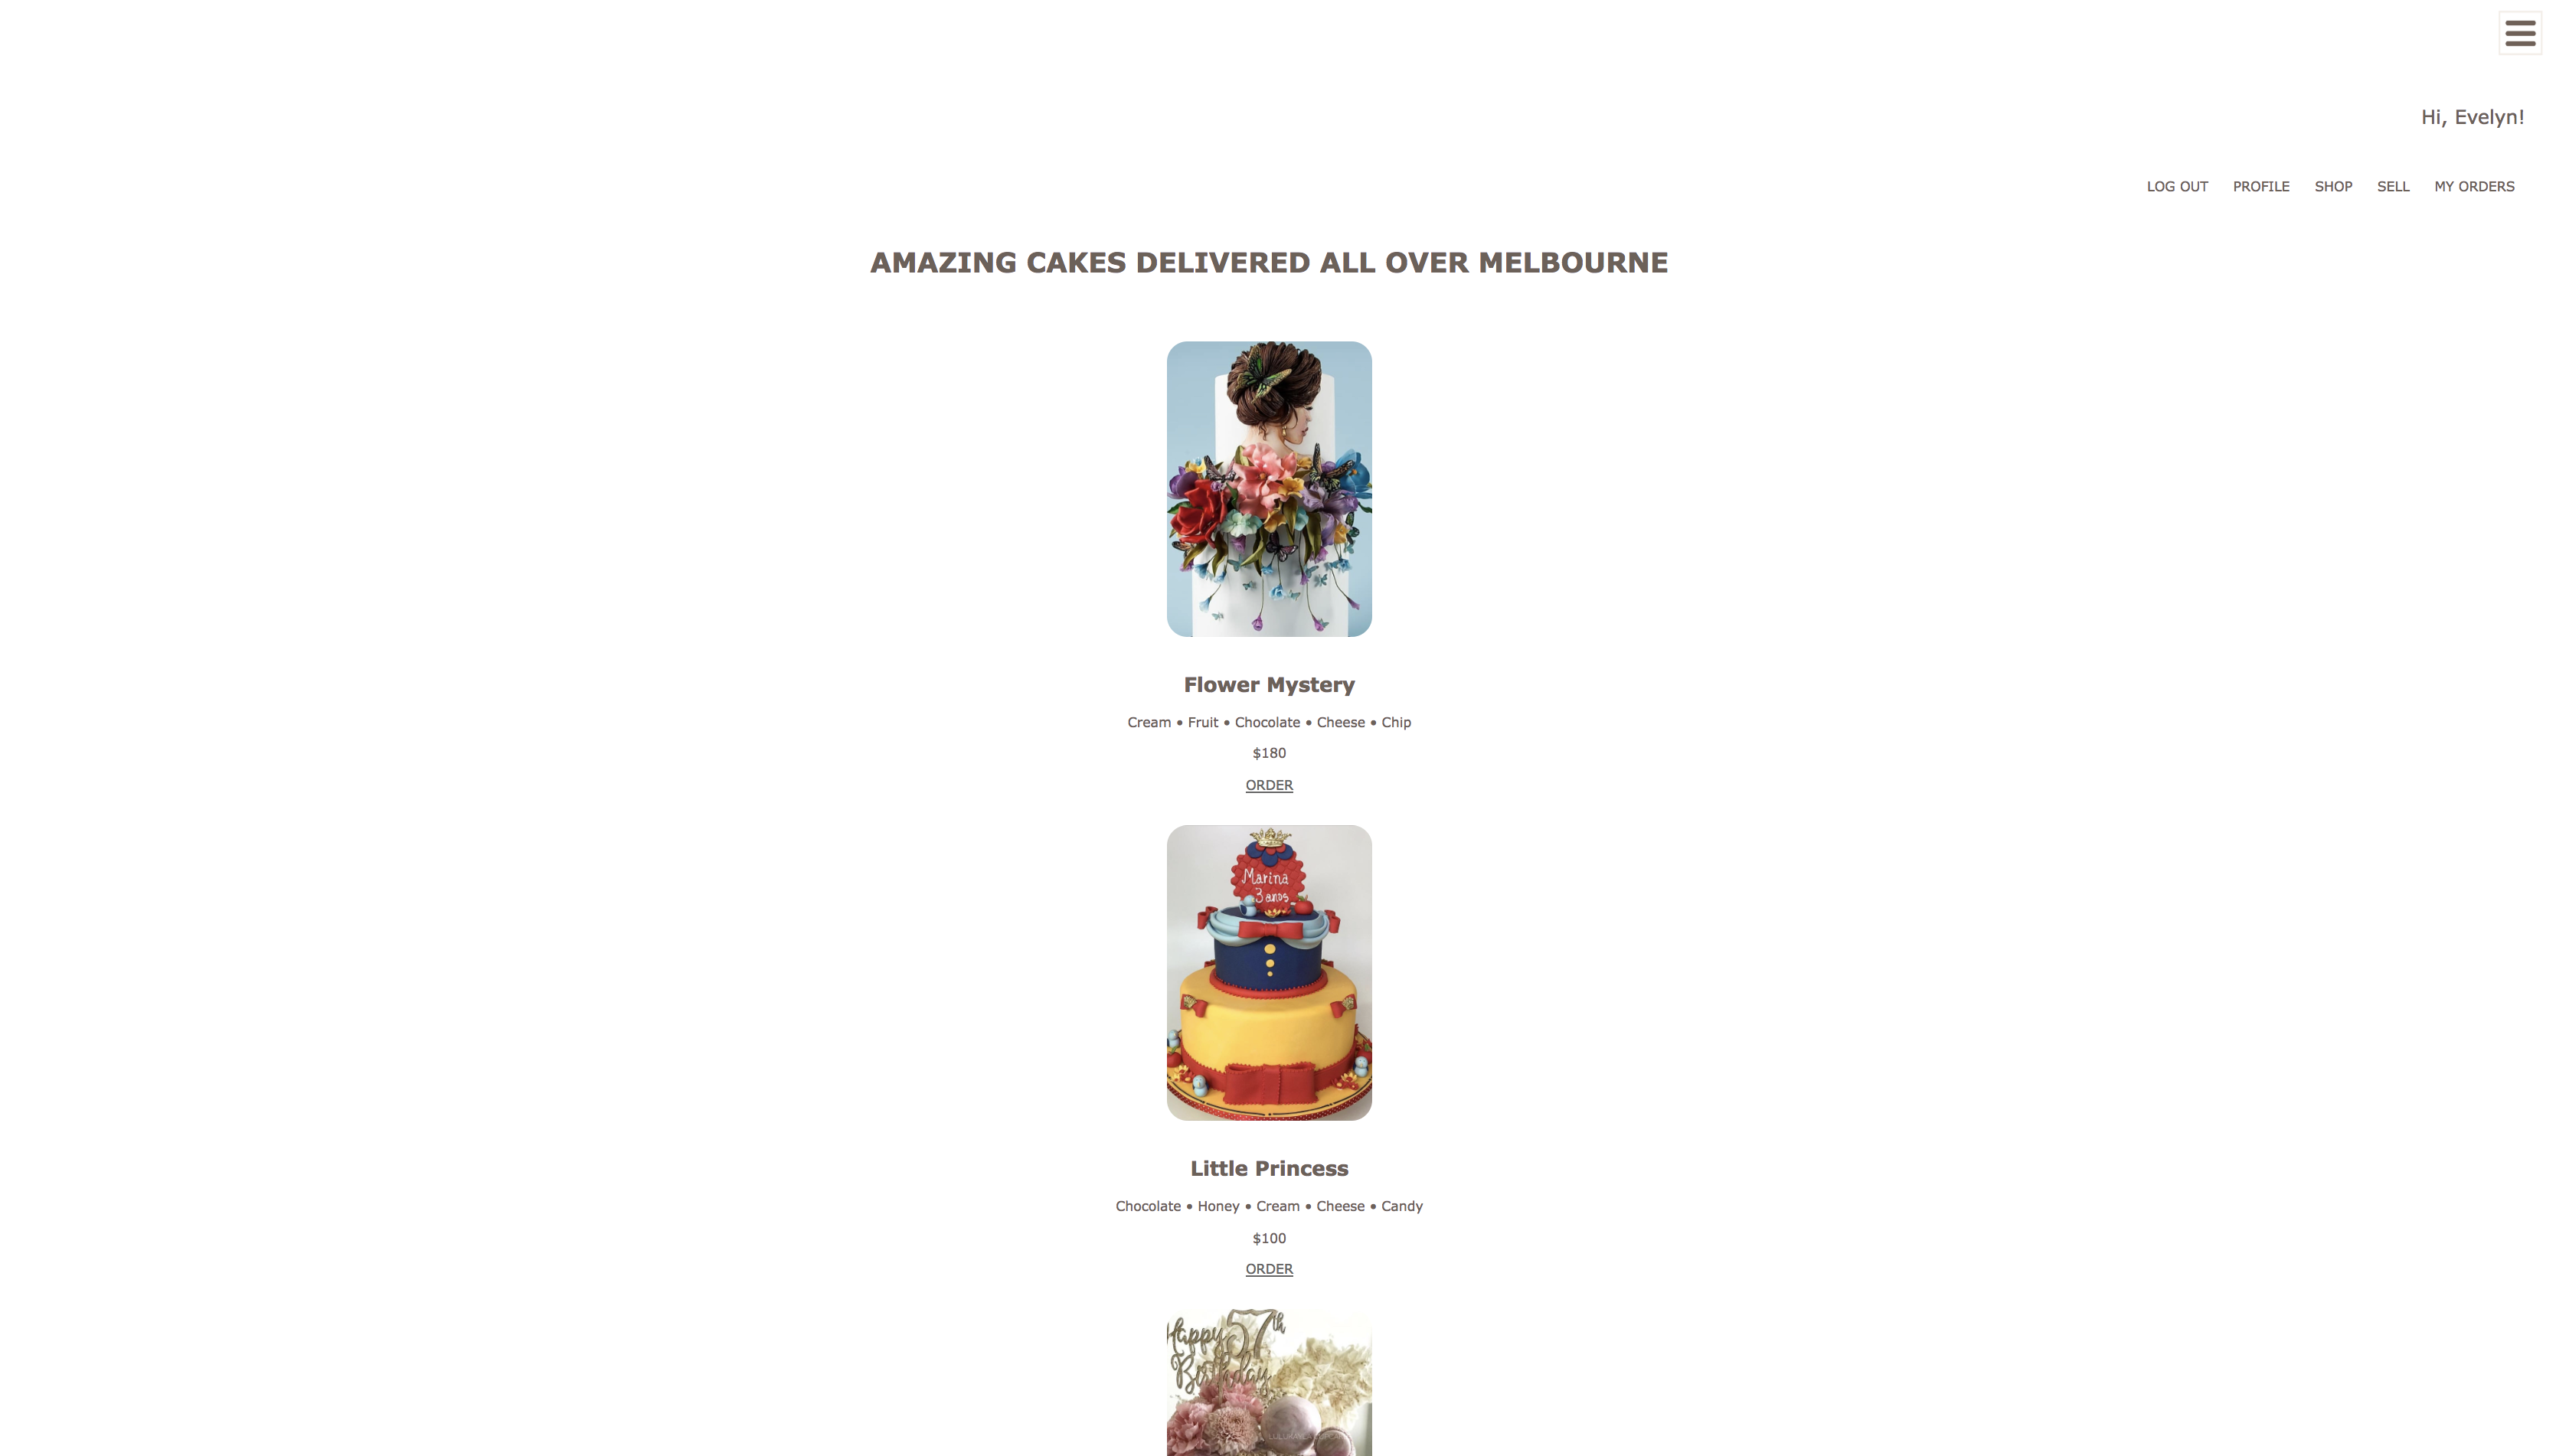 Hi, Evelyn!
LOG OUT PROFILE SHOP SELL MY ORDERS
AMAZING CAKES DELIVERED ALL OVER MELBOURNE
Flower Mystery
Cream • Fruit • Chocolate • Cheese • Chip
$180
ORDER
Marina
3 anos
Little Princess
Chocolate • Honey • Cream • Cheese • Candy
$100
ORDER
Happy 57th
Birthday